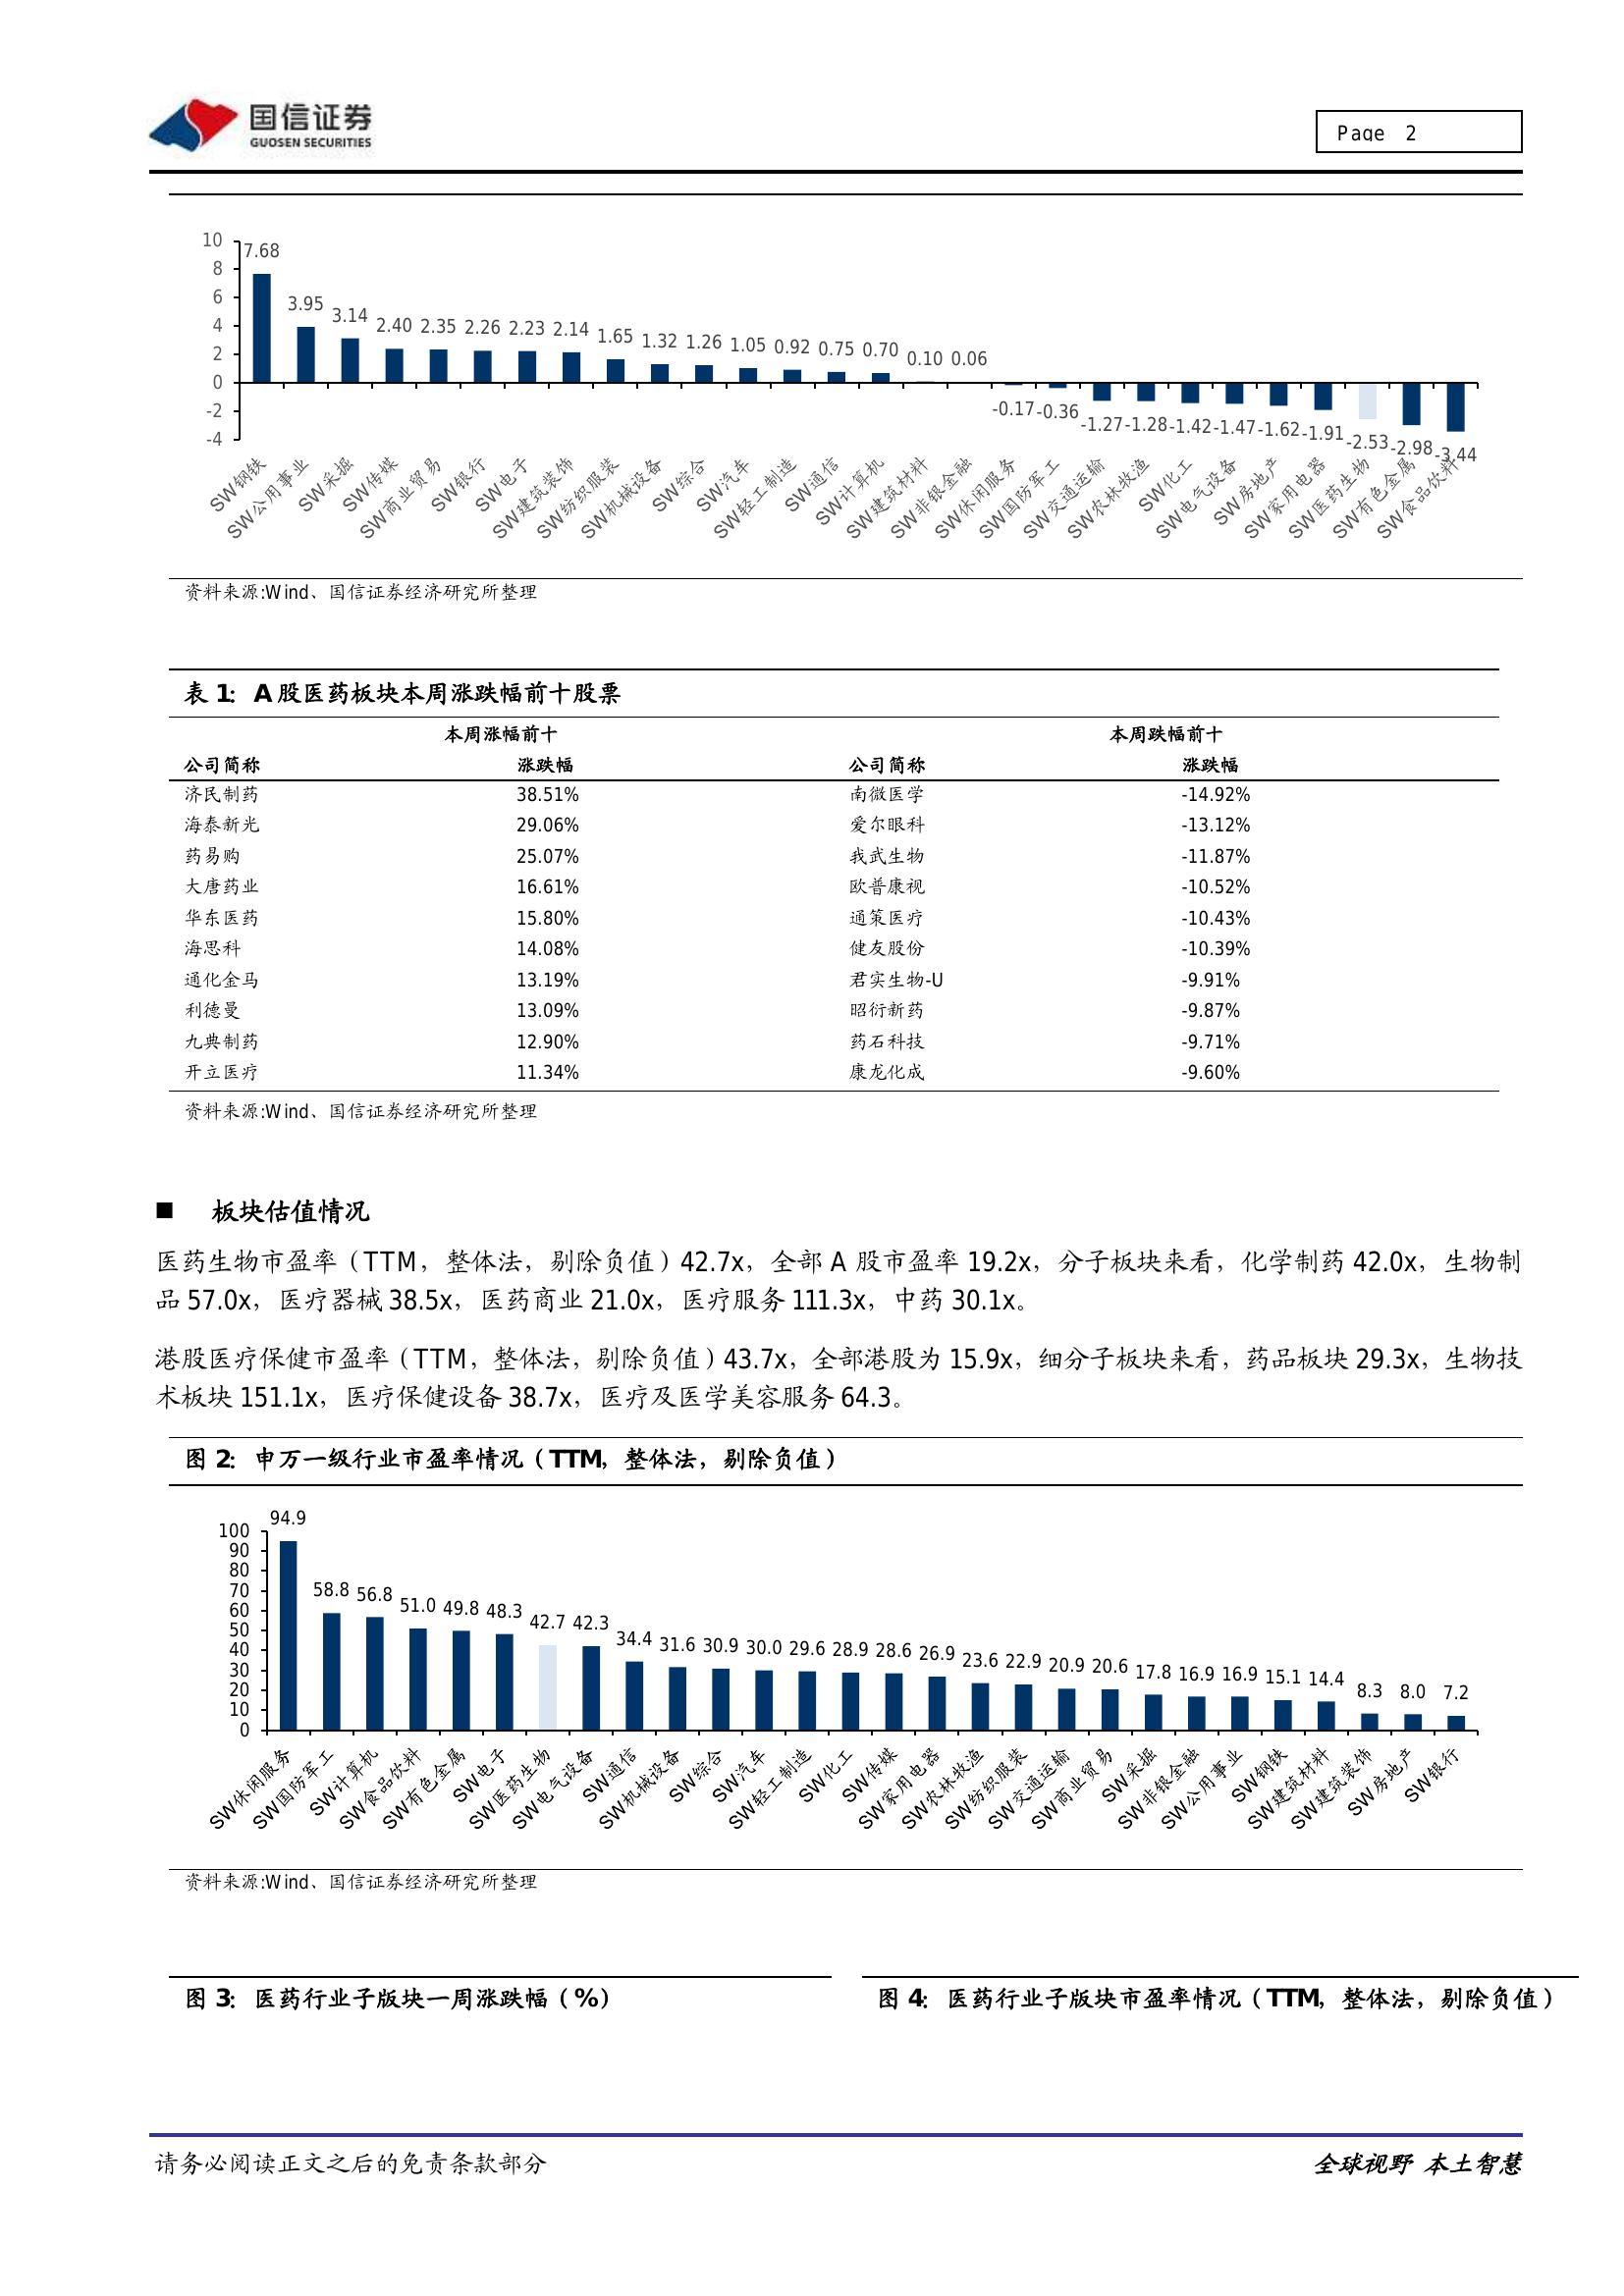 国信证券
GUOSEN SECURITIES
Page 2
10
8
6
4
2
0
-2
-4
7.68 3.95 3.14 2.40 2.35 2.26 2.23 2.14 1.65 1.32 1.26 1.05 0.92 0.75 0.70 0.10 0.06 -0.17 -0.36 -1.27 -1.28 -1.42 -1.47 -1.62 -1.91 -2.53 -2.98 -3.44
SW钢铁 SW公用事业 SW采掘 SW传媒 SW商业贸易 SW银行 SW电子 SW建筑装饰 SW纺织服装 SW机械设备 SW综合 SW汽车 SW轻工制造 SW通信 SW计算机 SW建筑材料 SW非银金融 SW休闲服务 SW国防军工 SW交通运输 SW农林牧渔 SW化工 SW电气设备 SW房地产 SW家用电器 SW医药生物 SW有色金属 SW食品饮料
资料来源:Wind、国信证券经济研究所整理
表 1: A 股医药板块本周涨跌幅前十股票
本周涨幅前十 本周跌幅前十
公司简称 涨跌幅 公司简称 涨跌幅
济民制药 38.51% 南微医学 -14.92%
海泰新光 29.06% 爱尔眼科 -13.12%
药易购 25.07% 我武生物 -11.87%
大唐药业 16.61% 欧普康视 -10.52%
华东医药 15.80% 通策医疗 -10.43%
海思科 14.08% 健友股份 -10.39%
通化金马 13.19% 君实生物-U -9.91%
利德曼 13.09% 昭衍新药 -9.87%
九典制药 12.90% 药石科技 -9.71%
开立医疗 11.34% 康龙化成 -9.60%
资料来源:Wind、国信证券经济研究所整理
■ 板块估值情况
医药生物市盈率（TTM，整体法，剔除负值）42.7x，全部 A 股市盈率 19.2x，分子板块来看，化学制药 42.0x，生物制
品 57.0x，医疗器械 38.5x，医药商业 21.0x，医疗服务 111.3x，中药 30.1x。
港股医疗保健市盈率（TTM，整体法，剔除负值）43.7x，全部港股为 15.9x，细分子板块来看，药品板块 29.3x，生物技
术板块 151.1x，医疗保健设备 38.7x，医疗及医学美容服务 64.3。
图 2: 申万一级行业市盈率情况（TTM，整体法，剔除负值）
100
90
80
70
60
50
40
30
20
10
0
94.9 58.8 56.8 51.0 49.8 48.3 42.7 42.3 34.4 31.6 30.9 30.0 29.6 28.9 28.6 26.9 23.6 22.9 20.9 20.6 17.8 16.9 16.9 15.1 14.4 8.3 8.0 7.2
SW休闲服务 SW国防军工 SW计算机 SW食品饮料 SW有色金属 SW电子 SW医药生物 SW电气设备 SW通信 SW机械设备 SW综合 SW汽车 SW轻工制造 SW化工 SW传媒 SW家用电器 SW农林牧渔 SW纺织服装 SW交通运输 SW商业贸易 SW采掘 SW非银金融 SW公用事业 SW钢铁 SW建筑材料 SW建筑装饰 SW房地产 SW银行
资料来源:Wind、国信证券经济研究所整理
图 3: 医药行业子版块一周涨跌幅（%）
图 4: 医药行业子版块市盈率情况（TTM，整体法，剔除负值）
请务必阅读正文之后的免责条款部分
全球视野 本土智慧